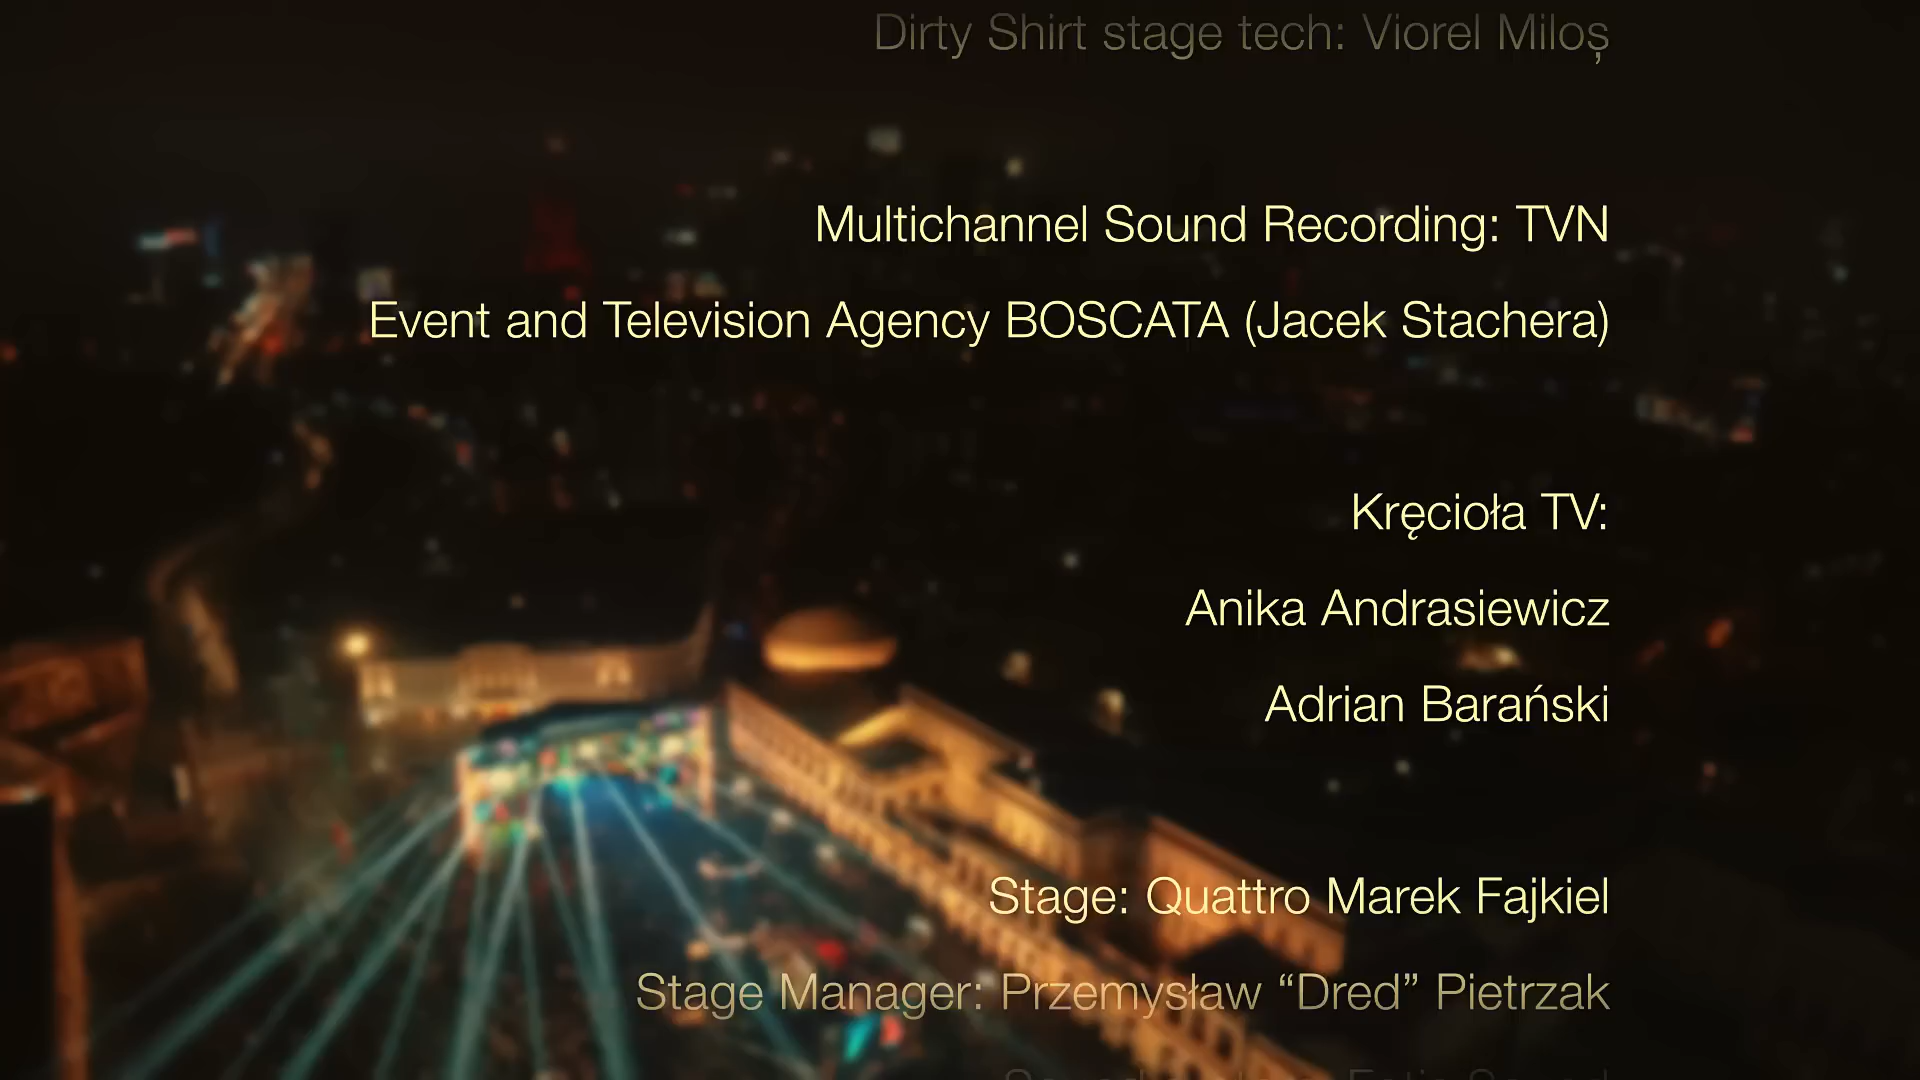 Dirty Shirt stage tech: Viorel Miloș
Multichannel Sound Recording: TVN
Event and Television Agency BOSCATA (Jacek Stachera)
Kręcioła TV:
Anika Andrasiewicz
Adrian Barański
Stage: Quattro Marek Fajkiel
Stage Manager: Przemysław “Dred” Pietrzak